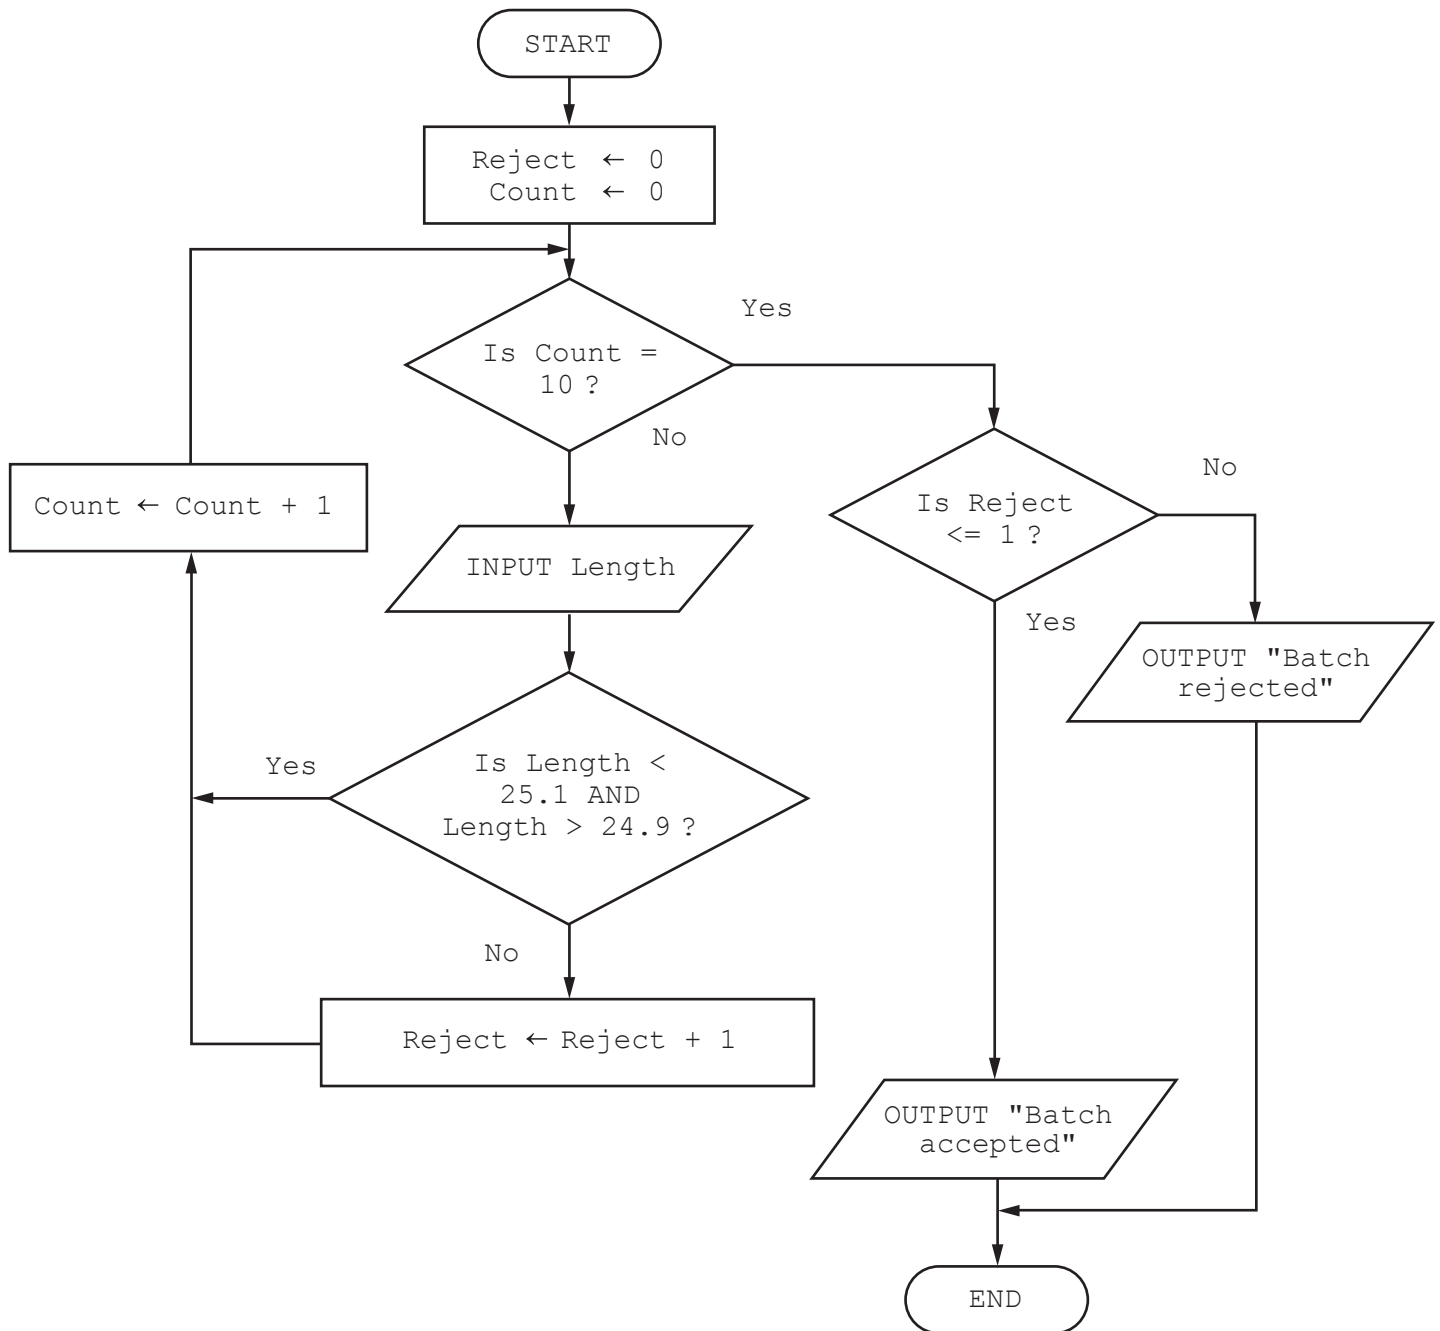 START
Reject ← 0
Count ← 0
Yes
Is Count =
10 ?
No
Count ← Count + 1
No
Is Reject
<= 1 ?
INPUT Length
Yes
OUTPUT "Batch
rejected"
Yes
Is Length <
25.1 AND
Length > 24.9 ?
No
Reject ← Reject + 1
OUTPUT "Batch
accepted"
END